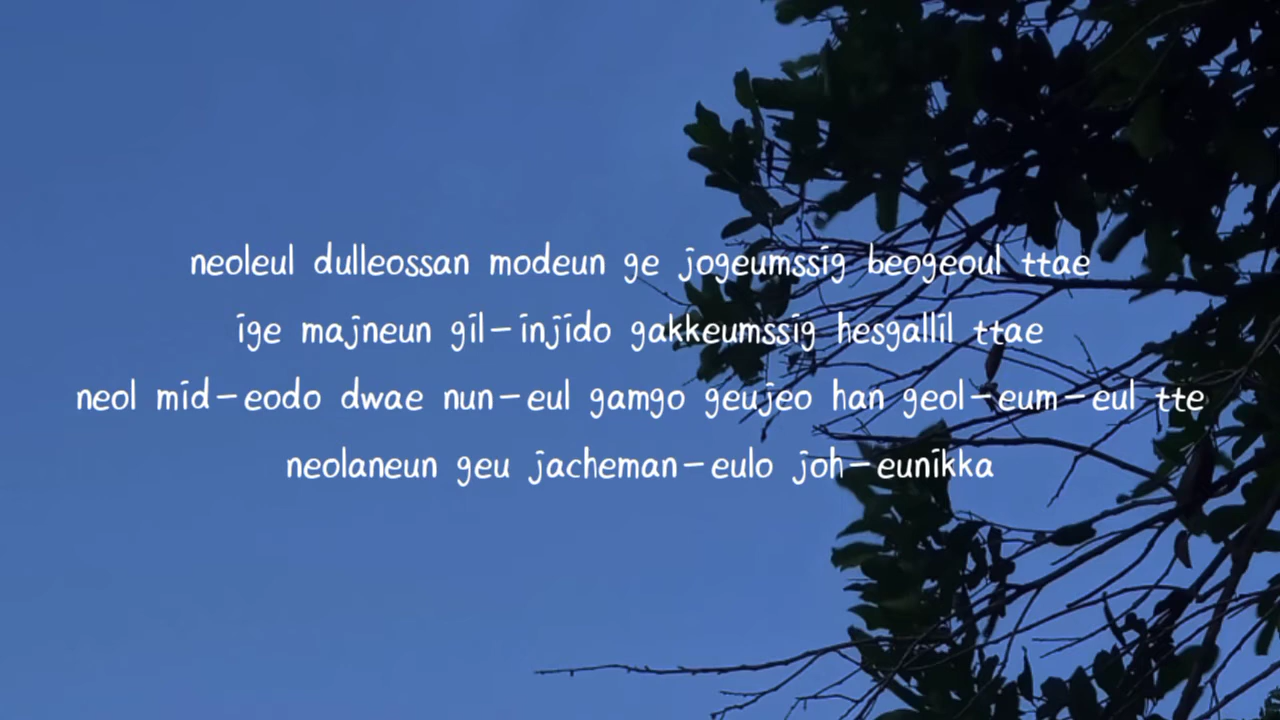 neoleul dulleossan modeun ge jogeumssig beogeoul ttae
ige majneun gil-injido gakkeumssig hesgallil ttae
neol mid-eodo dwae nun-eul gamgo geujeo han geol-eum-eul tte
neolaneun geu jacheman-eulo joh-eunikka